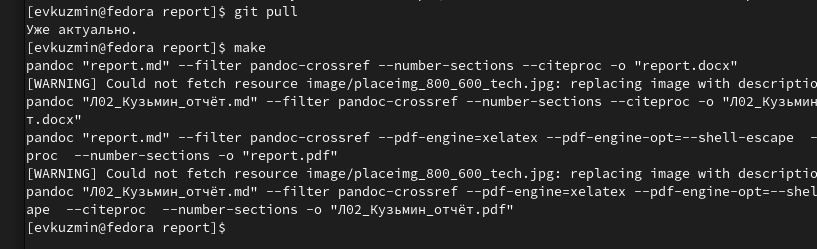 [evkuzmin@fedora report]$ git pull
Уже актуально.
[evkuzmin@fedora report]$ make
pandoc "report.md" --filter pandoc-crossref --number-sections --citeproc -o "report.docx"
[WARNING] Could not fetch resource image/placeimg_800_600_tech.jpg: replacing image with descriptio
pandoc "Л02_Кузьмин_отчёт.md" --filter pandoc-crossref --number-sections --citeproc -o "Л02_Кузьмин
т.docx"
pandoc "report.md" --filter pandoc-crossref --pdf-engine=xelatex --pdf-engine-opt=--shell-escape  -
proc  --number-sections -o "report.pdf"
[WARNING] Could not fetch resource image/placeimg_800_600_tech.jpg: replacing image with descriptio
pandoc "Л02_Кузьмин_отчёт.md" --filter pandoc-crossref --pdf-engine=xelatex --pdf-engine-opt=--shel
ape  --citeproc  --number-sections -o "Л02_Кузьмин_отчёт.pdf"
[evkuzmin@fedora report]$